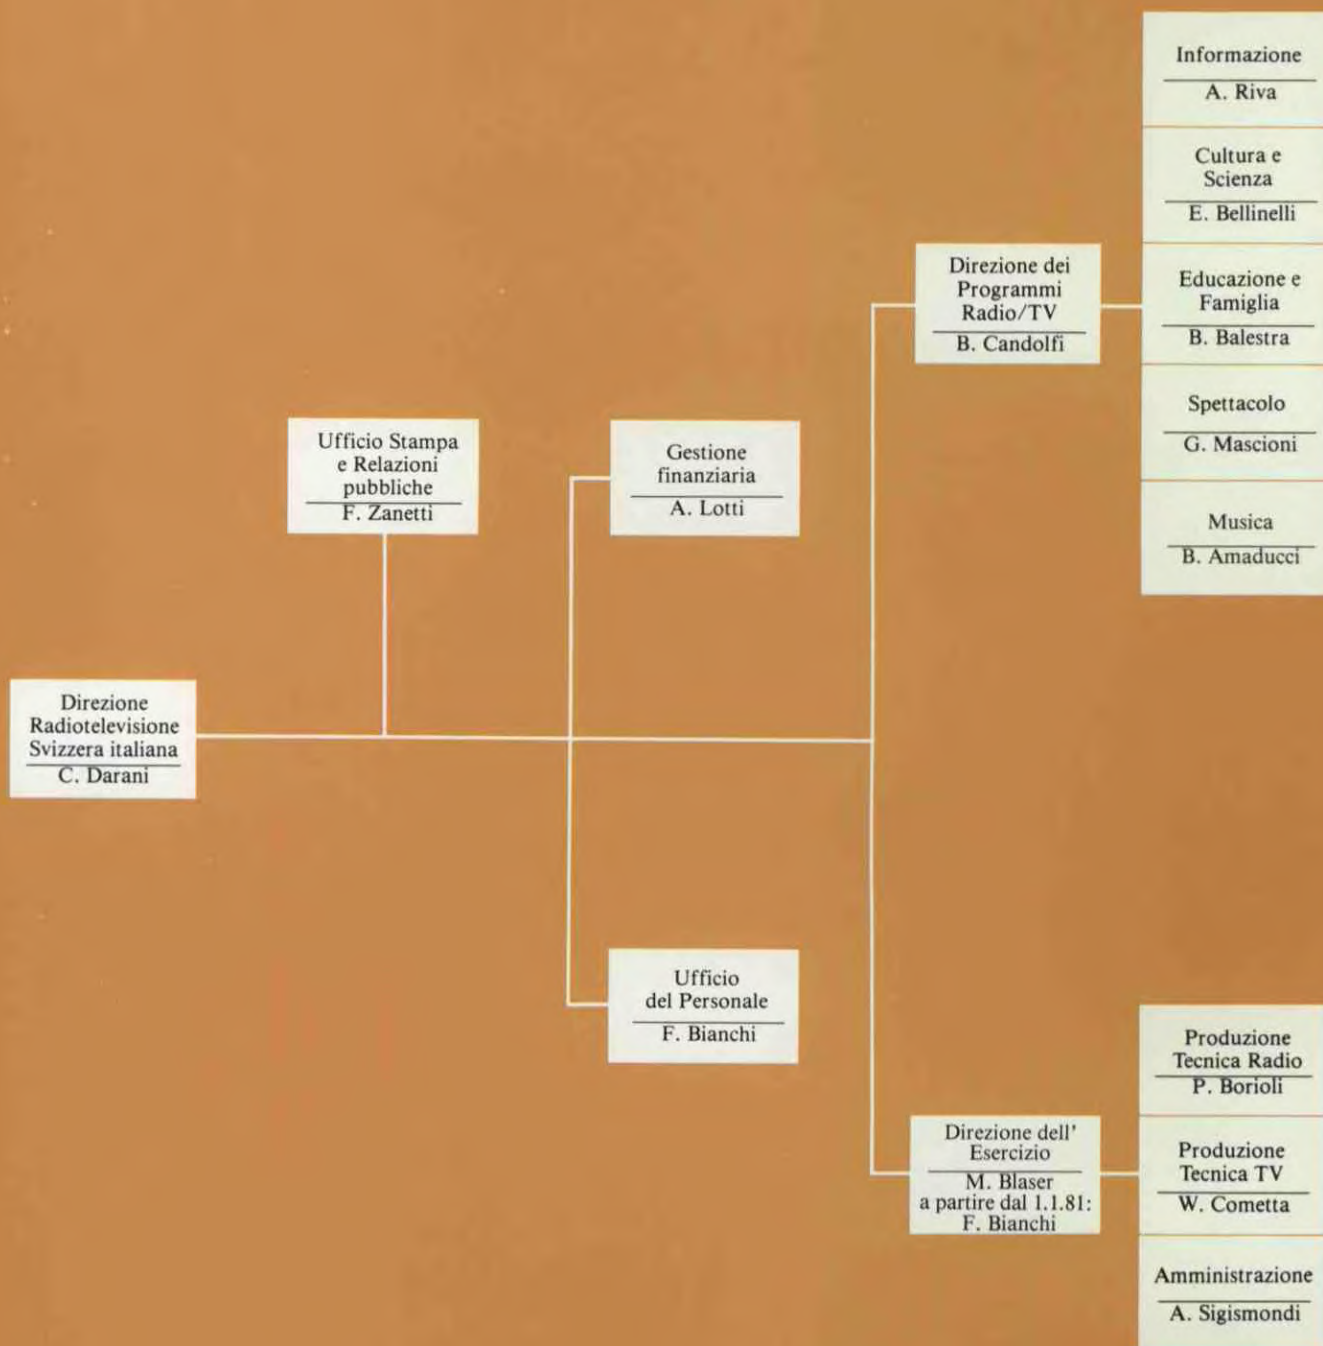 Direzione
Radiotelevisione
Svizzera italiana
C. Darani
Ufficio Stampa
e Relazioni
pubbliche
F. Zanetti
Gestione
finanziaria
A. Lotti
Ufficio
del Personale
F. Bianchi
Direzione dei
Programmi
Radio/TV
B. Candolfi
Informazione
A. Riva
Cultura e
Scienza
E. Bellinelli
Educazione e
Famiglia
B. Balestra
Spettacolo
G. Mascioni
Musica
B. Amaducci
Direzione dell'
Esercizio
M. Blaser
a partire dal 1.1.81:
F. Bianchi
Produzione
Tecnica Radio
P. Borioli
Produzione
Tecnica TV
W. Cometta
Amministrazione
A. Sigismondi